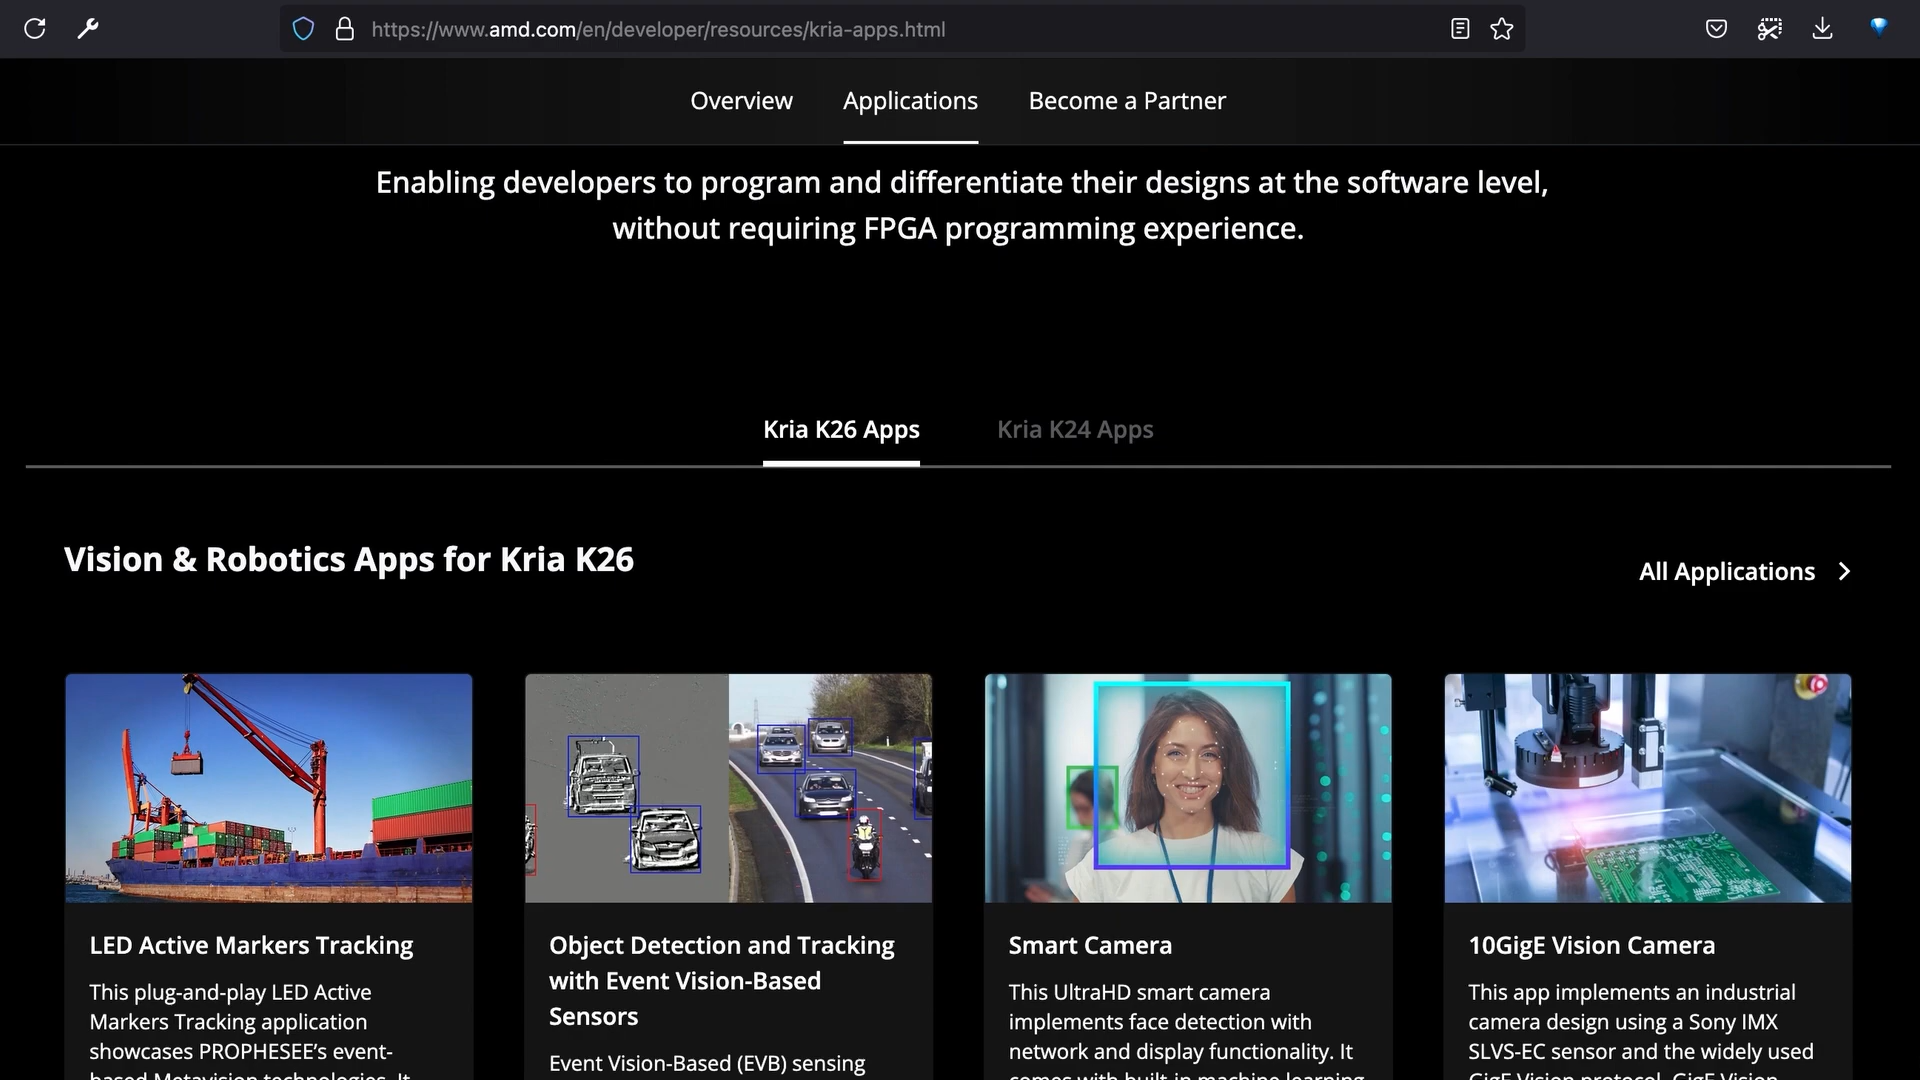 https://www.amd.com/en/developer/resources/kria-apps.html
Overview
Applications
Become a Partner
Enabling developers to program and differentiate their designs at the software level,
without requiring FPGA programming experience.
Kria K26 Apps
Kria K24 Apps
Vision & Robotics Apps for Kria K26
All Applications
LED Active Markers Tracking
This plug-and-play LED Active
Markers Tracking application
showcases PROPHESEE’s event-
based Metavision technologies. It
Object Detection and Tracking
with Event Vision-Based
Sensors
Event Vision-Based (EVB) sensing
Smart Camera
This UltraHD smart camera
implements face detection with
network and display functionality. It
comes with built-in machine learning
10GigE Vision Camera
This app implements an industrial
camera design using a Sony IMX
SLVS-EC sensor and the widely used
GigE Vision protocol. GigE Vision